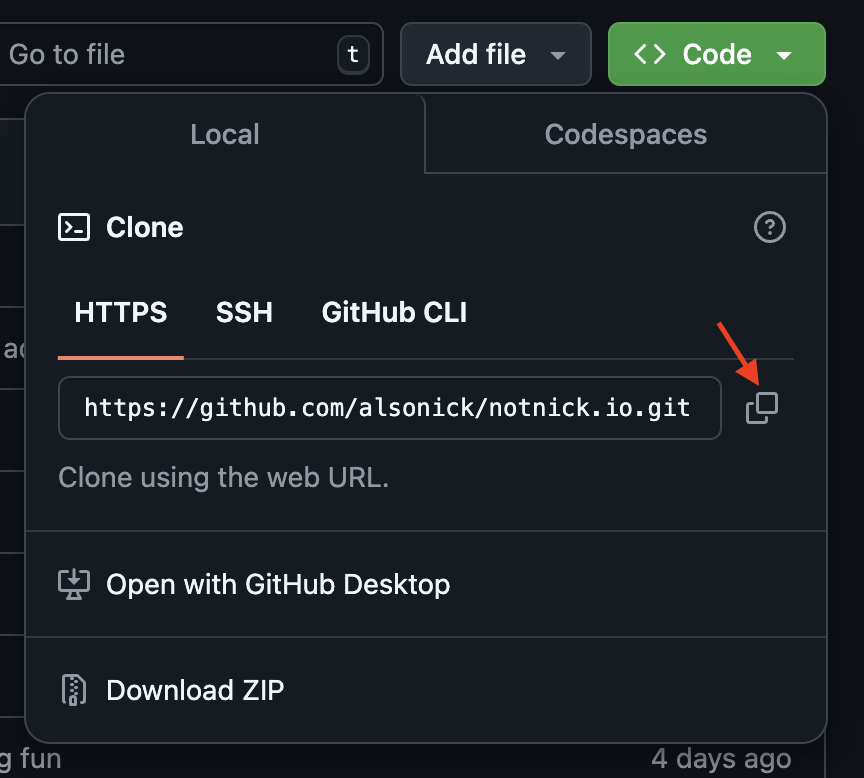 Go to file t Add file <> Code
Local Codespaces
Clone
HTTPS SSH GitHub CLI
https://github.com/alsonick/notnick.io.git
Clone using the web URL.
Open with GitHub Desktop
Download ZIP
fun 4 days ago